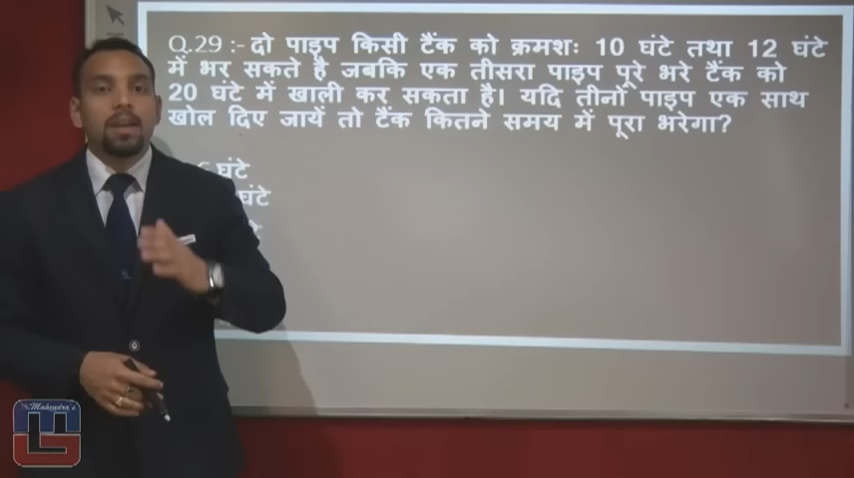 Q.29 :- दो पाइप किसी टैंक को क्रमशः 10 घंटे तथा 12 घंटे
में भर सकते है जबकि एक तीसरा पाइप पूरे भरे टैंक को
20 घंटे में खाली कर सकता है। यदि तीनों पाइप एक साथ
खोल दिए जायें तो टैंक कितने समय में पूरा भरेगा?
घंटे
घंटे
Mahendra's